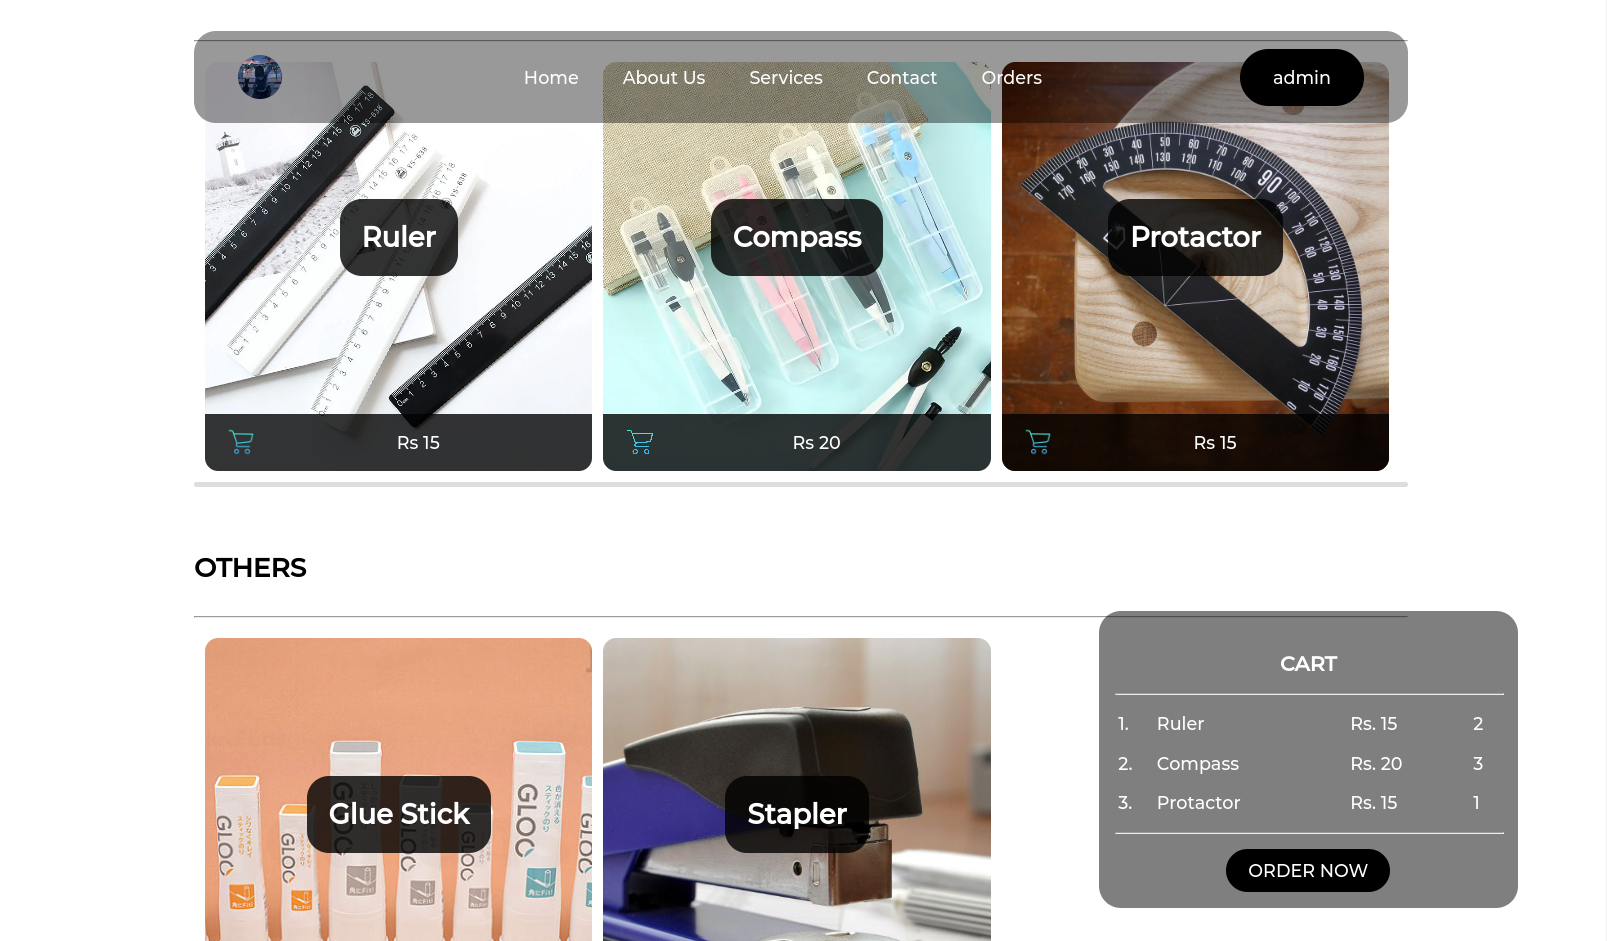 Home About Us Services Contact Orders admin
Ruler
Compass
Protactor
Rs 15
Rs 20
Rs 15
OTHERS
Glue Stick
Stapler
CART
1. Ruler Rs. 15 2
2. Compass Rs. 20 3
3. Protactor Rs. 15 1
ORDER NOW